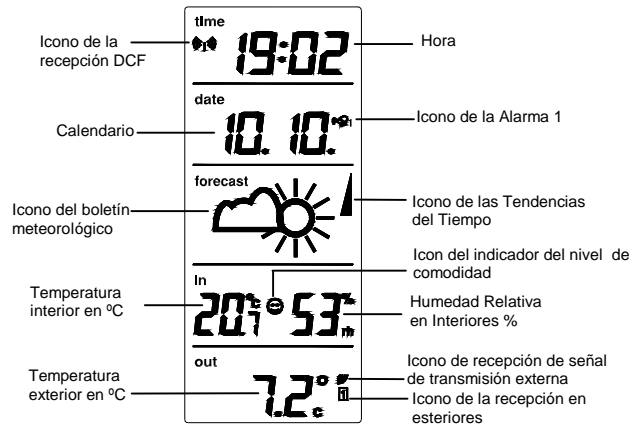 time
Icono de la
recepción DCF
19:02
Hora
date
Calendario
10. 10.
Icono de la Alarma 1
forecast
Icono del boletín
meteorológico
Icono de las Tendencias
del Tiempo
Icon del indicador del nivel de
comodidad
In
Temperatura
interior en ºC
20.7 °C 53 %
rh
Humedad Relativa
en Interiores %
out
Temperatura
exterior en ºC
7.2 °C
1
Icono de recepción de señal
de transmisión externa
Icono de la recepción en
esteriores